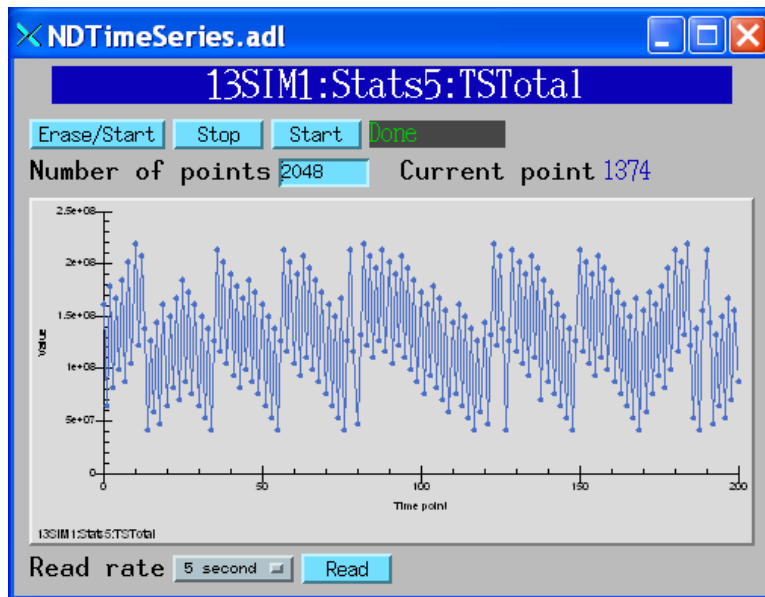 NDTimeSeries.adl
13SIM1:Stats5:TSTotal
Erase/Start Stop Start Done
Number of points 2048 Current point 1374
2.5e+08
2e+08
1.5e+08
1e+08
5e+07
0
Value
0 50 100 150 200
Time point
13SIM1:Stats5:TSTotal
Read rate 5 second Read